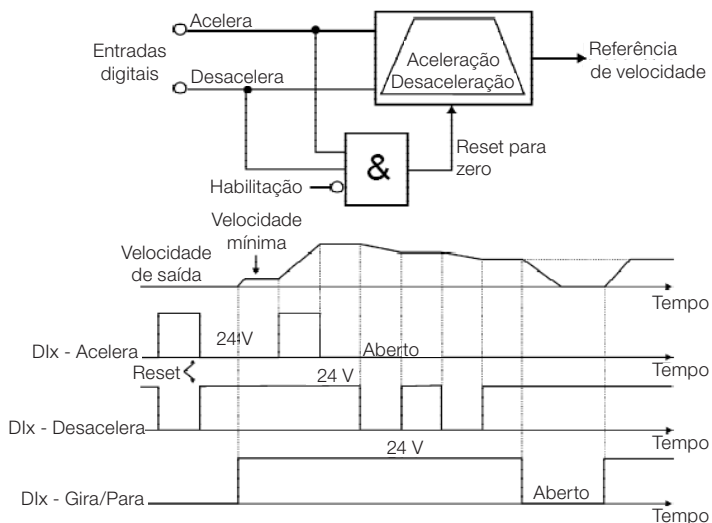 Acelera
Entradas
digitais
Desacelera
Aceleração
Desaceleração
Referência
de velocidade
Reset para
zero
&
Habilitação
Velocidade
mínima
Velocidade
de saída
Tempo
DIx - Acelera
24 V
Aberto
Tempo
Reset
24 V
DIx - Desacelera
Tempo
24 V
DIx - Gira/Para
Aberto
Tempo